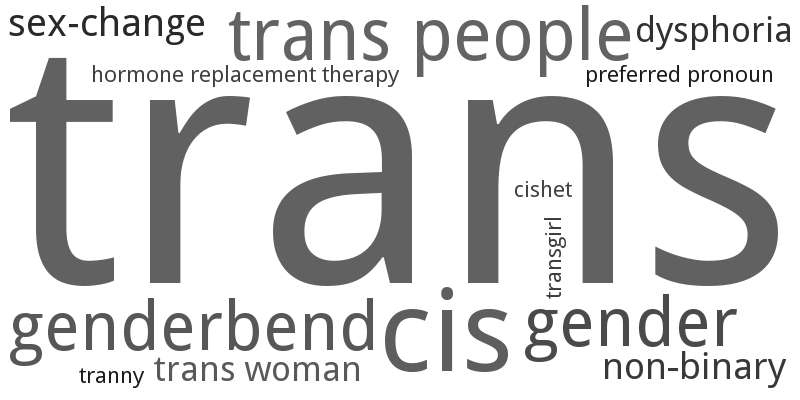 sex-change
trans people
dysphoria
hormone replacement therapy
preferred pronoun
trans
cishet
transgirl
genderbend
cis
gender
tranny
trans woman
non-binary